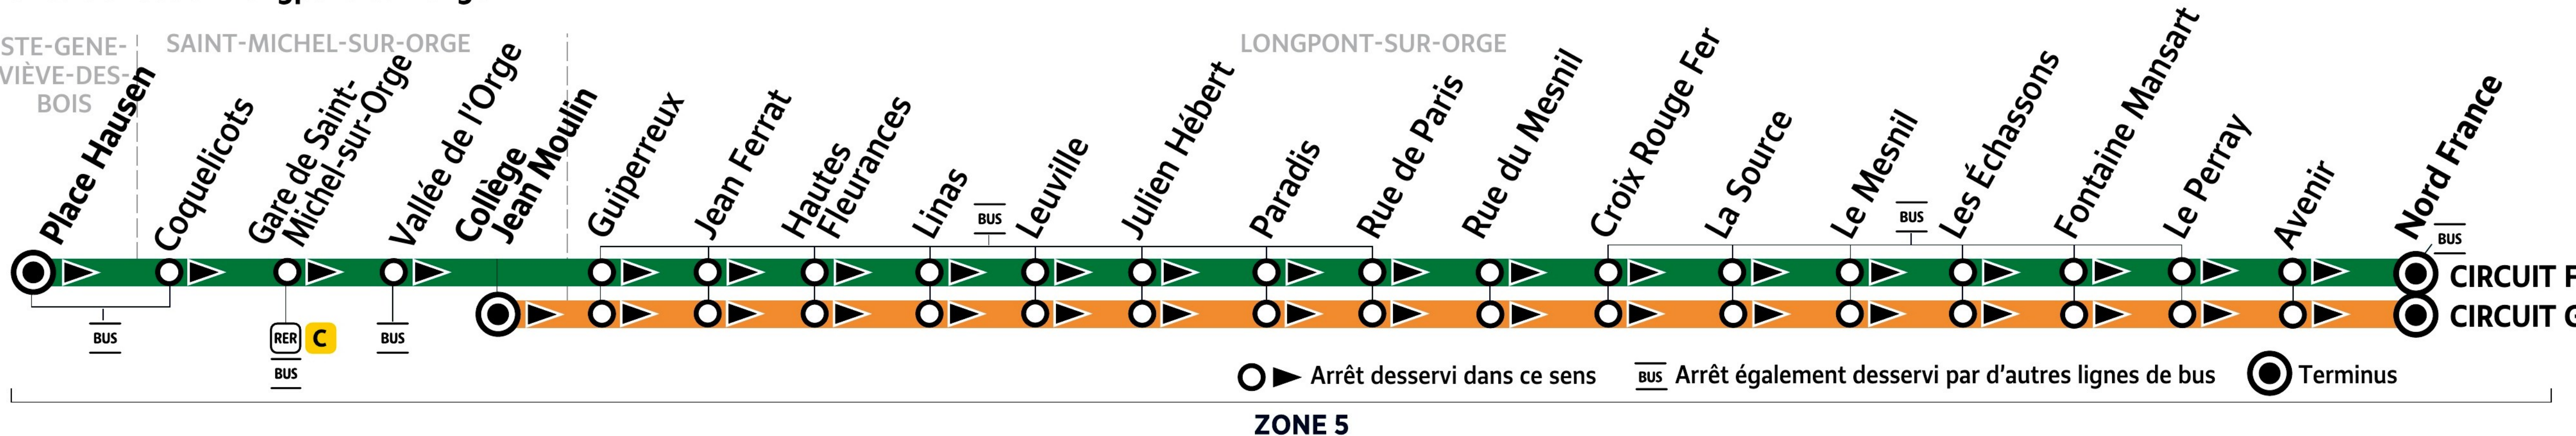 STE-GENE-
VIÈVE-DES-
BOIS
SAINT-MICHEL-SUR-ORGE
LONGPONT-SUR-ORGE
Place Hausen
Coquelicots
Gare de Saint-
Michel-sur-Orge
Vallée de l'Orge
Collège
Jean Moulin
Guiperreux
Jean Ferrat
Hautes
Fleurances
Linas
BUS
Leuville
Julien Hébert
Paradis
Rue de Paris
Rue du Mesnil
Croix Rouge Fer
La Source
Le Mesnil
BUS
Les Échassons
Fontaine Mansart
Le Perray
Avenir
Nord France
BUS
CIRCUIT F
CIRCUIT G
BUS
RER C
BUS
BUS
Arrêt desservi dans ce sens
BUS Arrêt également desservi par d'autres lignes de bus
Terminus
ZONE 5